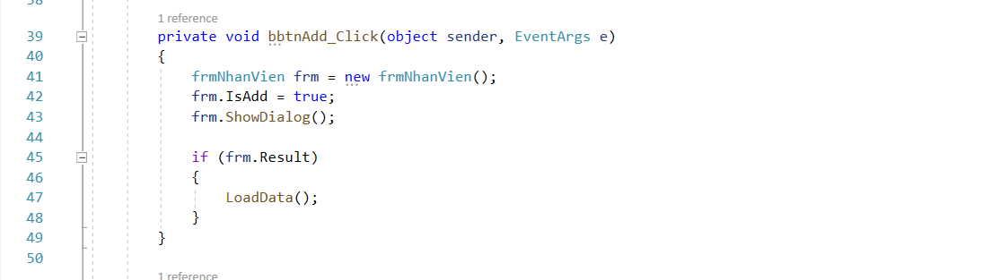 38
1 reference
39 private void bbtnAdd_Click(object sender, EventArgs e)
40 {
41 frmNhanVien frm = new frmNhanVien();
42 frm.IsAdd = true;
43 frm.ShowDialog();
44
45 if (frm.Result)
46 {
47 LoadData();
48 }
49 }
50
1 reference